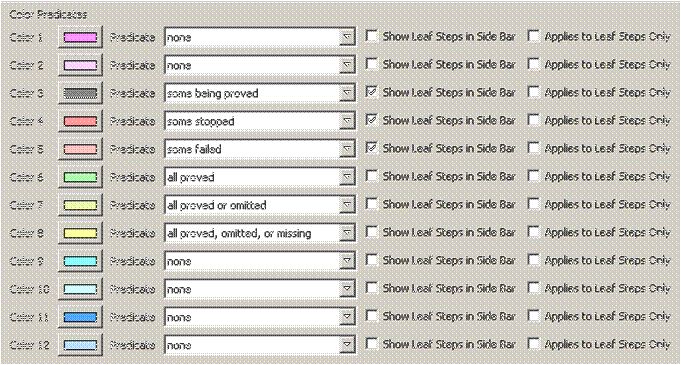 Color Predicates
Color 1 Predicate none Show Leaf Steps in Side Bar Applies to Leaf Steps Only
Color 2 Predicate none Show Leaf Steps in Side Bar Applies to Leaf Steps Only
Color 3 Predicate some being proved Show Leaf Steps in Side Bar Applies to Leaf Steps Only
Color 4 Predicate some stopped Show Leaf Steps in Side Bar Applies to Leaf Steps Only
Color 5 Predicate some failed Show Leaf Steps in Side Bar Applies to Leaf Steps Only
Color 6 Predicate all proved Show Leaf Steps in Side Bar Applies to Leaf Steps Only
Color 7 Predicate all proved or omitted Show Leaf Steps in Side Bar Applies to Leaf Steps Only
Color 8 Predicate all proved, omitted, or missing Show Leaf Steps in Side Bar Applies to Leaf Steps Only
Color 9 Predicate none Show Leaf Steps in Side Bar Applies to Leaf Steps Only
Color 10 Predicate none Show Leaf Steps in Side Bar Applies to Leaf Steps Only
Color 11 Predicate none Show Leaf Steps in Side Bar Applies to Leaf Steps Only
Color 12 Predicate none Show Leaf Steps in Side Bar Applies to Leaf Steps Only